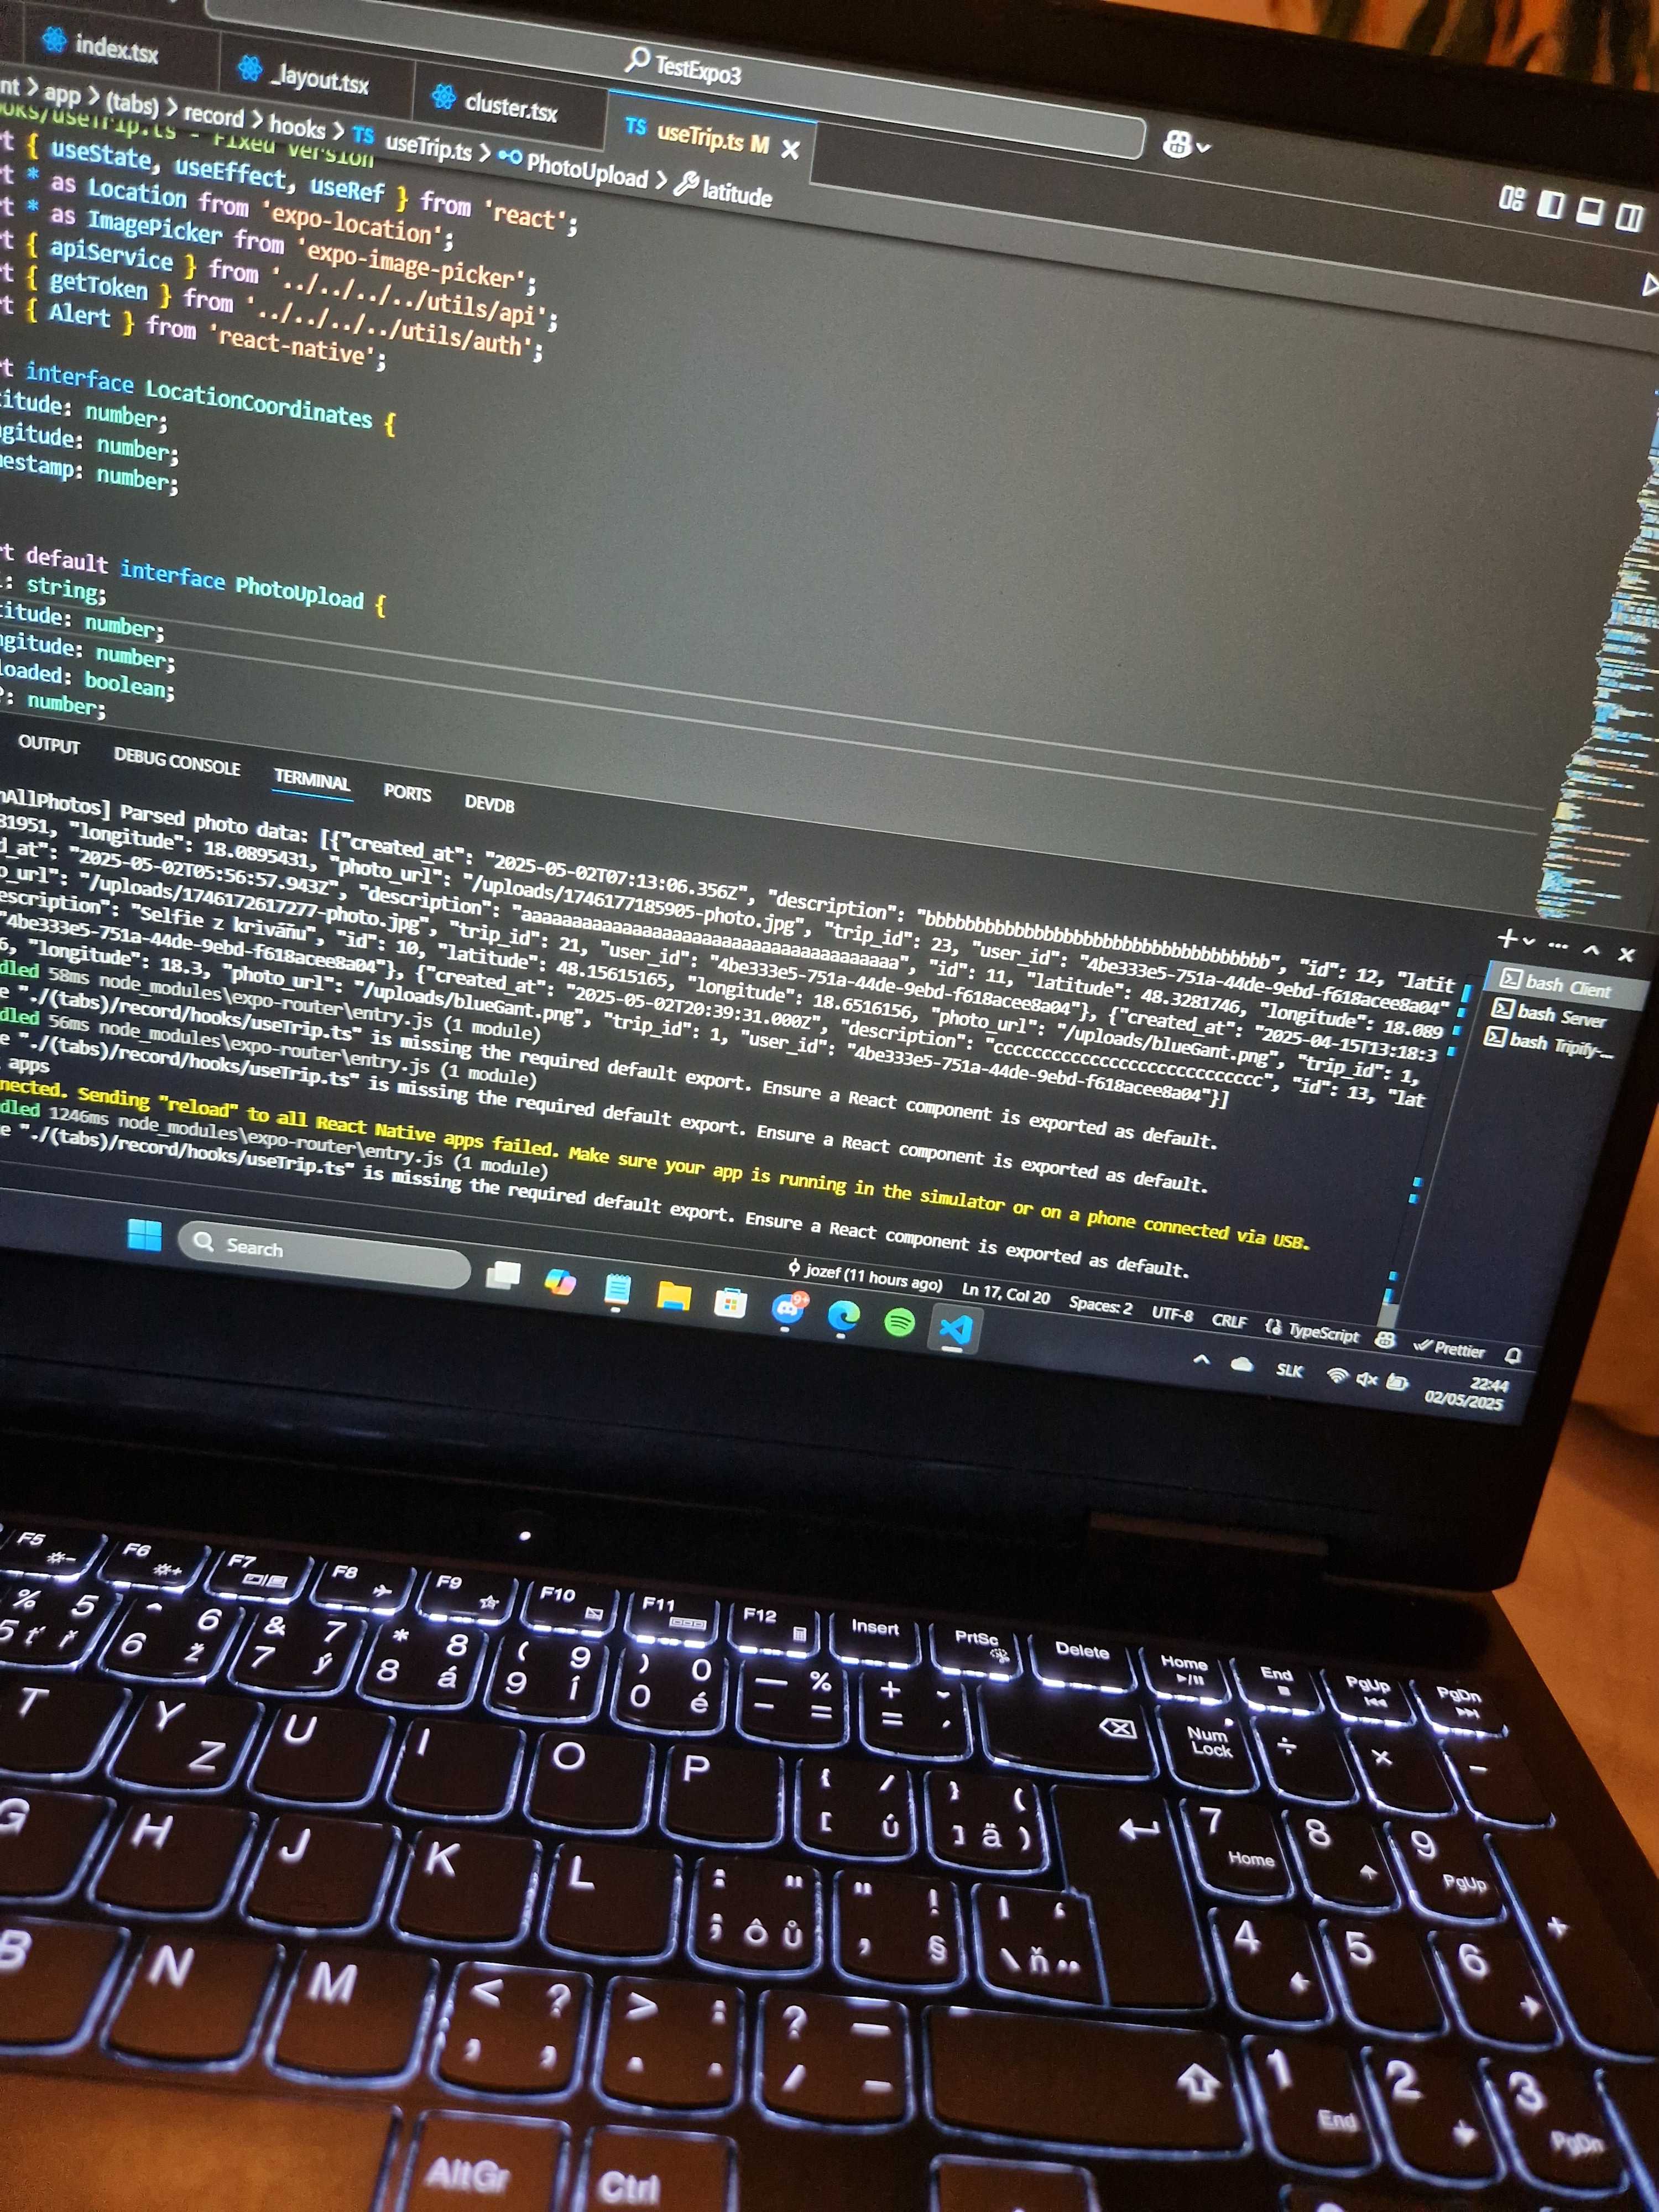 index.tsx
_layout.tsx
cluster.tsx
TS useTrip.ts M
TestExpo3
nt > app > (tabs) > record > hooks > TS useTrip.ts > PhotoUpload > latitude
ooks/useTrip.ts - Fixed version
t { useState, useEffect, useRef } from 'react';
t * as Location from 'expo-location';
t * as ImagePicker from 'expo-image-picker';
t { apiService } from '../../../../utils/api';
t { getToken } from '../../../../utils/auth';
t { Alert } from 'react-native';
t interface LocationCoordinates {
titude: number;
ngitude: number;
mestamp: number;
t default interface PhotoUpload {
: string;
titude: number;
ngitude: number;
loaded: boolean;
?: number;
OUTPUT
DEBUG CONSOLE
TERMINAL
PORTS
DEVDB
hAllPhotos] Parsed photo data: [{"created_at": "2025-05-02T07:13:06.356Z", "description": "bbbbbbbbbbbbbbbbbbbbbbbbbbbbbbbbbbbb", "id": 12, "latit
81951, "longitude": 18.0895431, "photo_url": "/uploads/1746177185905-photo.jpg", "trip_id": 23, "user_id": "4be333e5-751a-44de-9ebd-f618acee8a04"
d_at": "2025-05-02T05:56:57.943Z", "description": "aaaaaaaaaaaaaaaaaaaaaaaaaaaaaaaaaaaaaaa", "id": 11, "latitude": 48.3281746, "longitude": 18.089
o_url": "/uploads/1746172617277-photo.jpg", "trip_id": 21, "user_id": "4be333e5-751a-44de-9ebd-f618acee8a04"}, {"created_at": "2025-04-15T13:18:3
escription": "Selfie z kriváňu", "id": 10, "latitude": 48.15615165, "longitude": 18.6516156, "photo_url": "/uploads/blueGant.png", "trip_id": 1,
"4be333e5-751a-44de-9ebd-f618acee8a04"}, {"created_at": "2025-05-02T20:39:31.000Z", "description": "cccccccccccccccccccccccccccc", "id": 13, "lat
6, "longitude": 18.3, "photo_url": "/uploads/blueGant.png", "trip_id": 1, "user_id": "4be333e5-751a-44de-9ebd-f618acee8a04"}]
dled 58ms node_modules\expo-router\entry.js (1 module)
e "./(tabs)/record/hooks/useTrip.ts" is missing the required default export. Ensure a React component is exported as default.
dled 56ms node_modules\expo-router\entry.js (1 module)
e "./(tabs)/record/hooks/useTrip.ts" is missing the required default export. Ensure a React component is exported as default.
apps
nected. Sending "reload" to all React Native apps failed. Make sure your app is running in the simulator or on a phone connected via USB.
dled 1246ms node_modules\expo-router\entry.js (1 module)
e "./(tabs)/record/hooks/useTrip.ts" is missing the required default export. Ensure a React component is exported as default.
bash Client
bash Server
bash Tripify-...
jozef (11 hours ago)
Ln 17, Col 20
Spaces: 2
UTF-8
CRLF
{} TypeScript
Prettier
Search
9+
SLK
22:44
02/05/2025
F5 F6 F7 F8 F9 F10 F11 F12 Insert PrtSc Delete Home End PgUp PgDn
% 5 5 ť ř ^ 6 6 ž & 7 7 ý * 8 8 á ( 9 9 í ) 0 0 é — % - = + ˇ = ´ Num Lock ÷ × -
T Y Z U I O P { / [ ú } ( ] ä ) 7 Home 8 9 PgUp
G H J K L : " ; ô ů " ! ' § | \ ň 4 5 6 +
B N M < ? , , > : . . ? — / - 1 End 2 3 PgDn
AltGr Ctrl